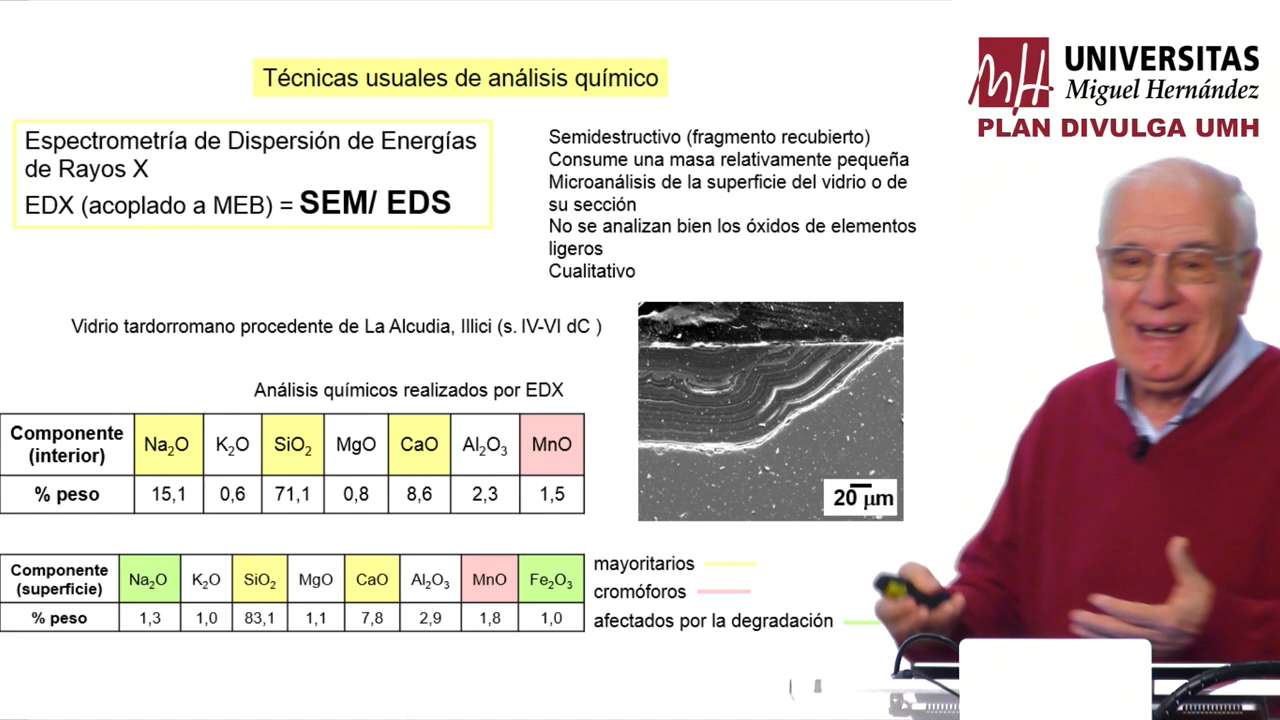 Técnicas usuales de análisis químico
UNIVERSITAS
Miguel Hernández
PLAN DIVULGA UMH
Espectrometría de Dispersión de Energías
de Rayos X
EDX (acoplado a MEB) = SEM/ EDS
Semidestructivo (fragmento recubierto)
Consume una masa relativamente pequeña
Microanálisis de la superficie del vidrio o de
su sección
No se analizan bien los óxidos de elementos
ligeros
Cualitativo
Vidrio tardorromano procedente de La Alcudia, Illici (s. IV-VI dC )
20 μm
Análisis químicos realizados por EDX
Componente (interior) Na₂O K₂O SiO₂ MgO CaO Al₂O₃ MnO
% peso 15,1 0,6 71,1 0,8 8,6 2,3 1,5
Componente (superficie) Na₂O K₂O SiO₂ MgO CaO Al₂O₃ MnO Fe₂O₃
% peso 1,3 1,0 83,1 1,1 7,8 2,9 1,8 1,0
mayoritarios
cromóforos
afectados por la degradación